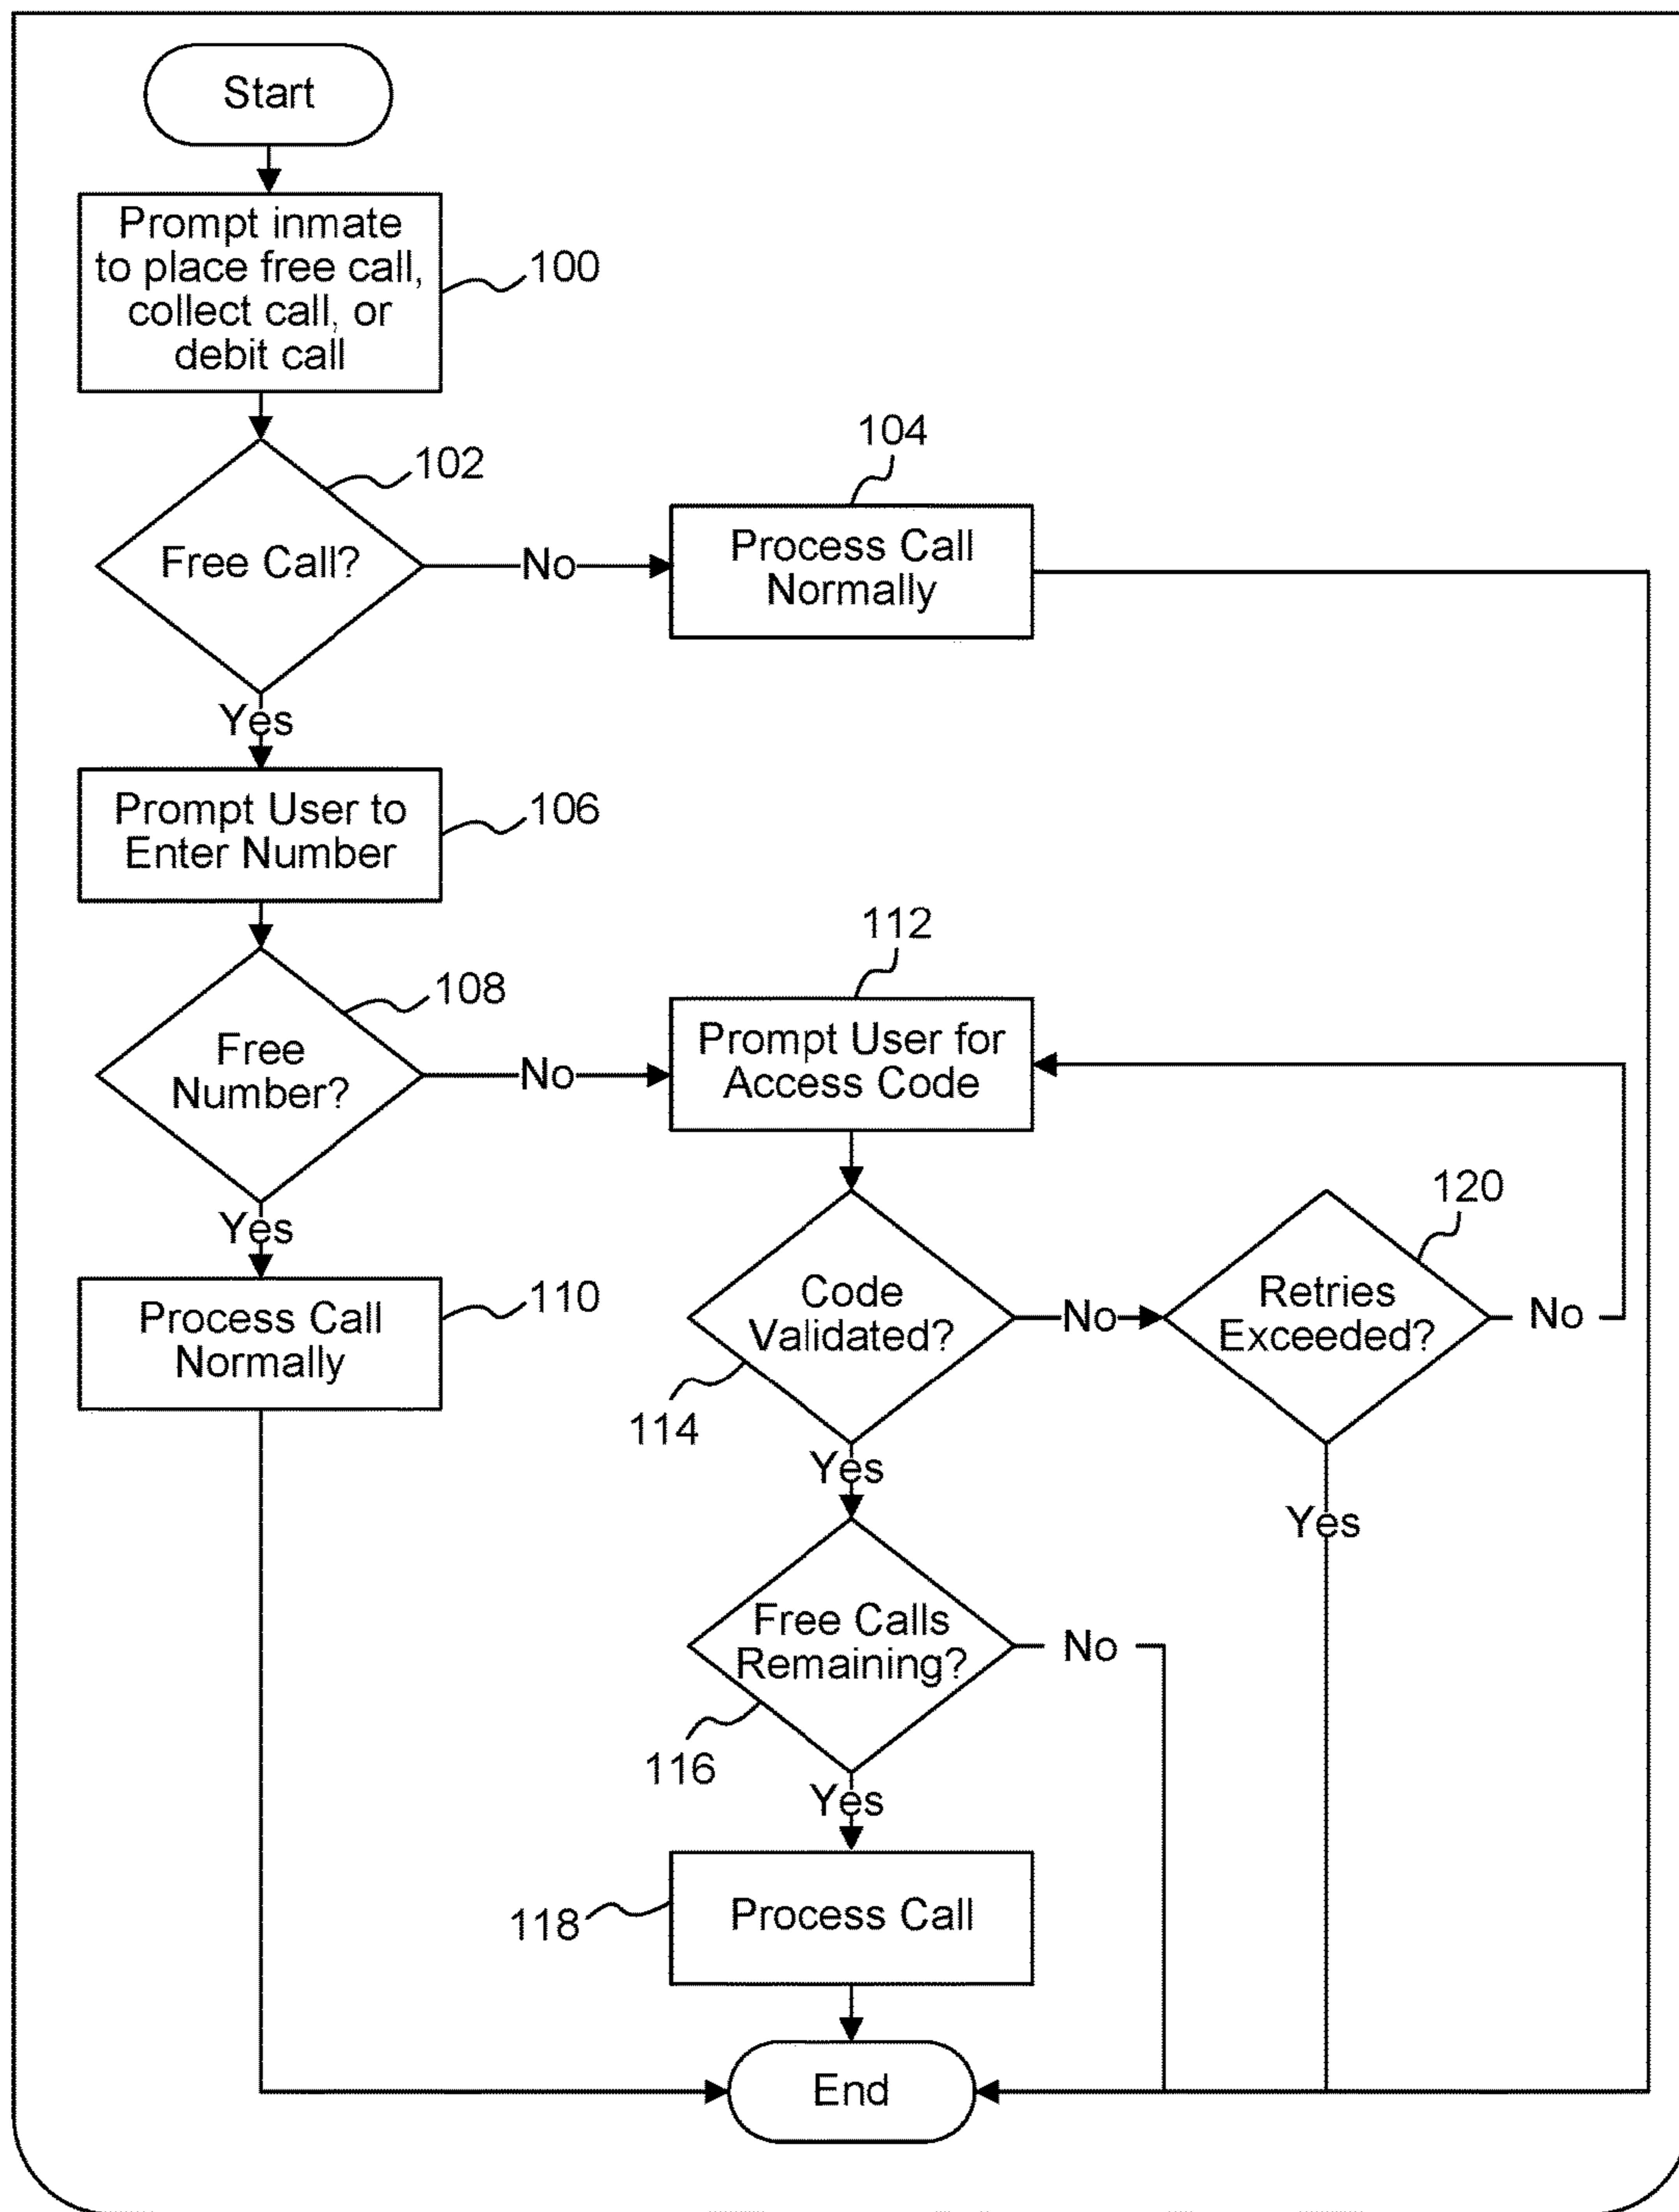 Start
Prompt inmate
to place free call,
collect call, or
debit call
100
102
Free Call?
No
104
Process Call
Normally
Yes
Prompt User to
Enter Number
106
108
Free
Number?
No
112
Prompt User for
Access Code
Yes
Process Call
Normally
110
Code
Validated?
114
No
120
Retries
Exceeded?
No
Yes
Yes
Free Calls
Remaining?
116
No
Yes
118
Process Call
End